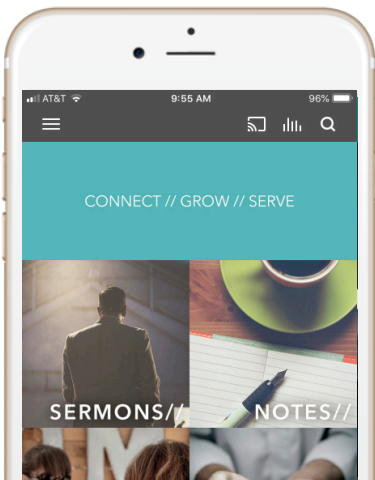 AT&T 9:55 AM 96%
CONNECT // GROW // SERVE
SERMONS//
NOTES//